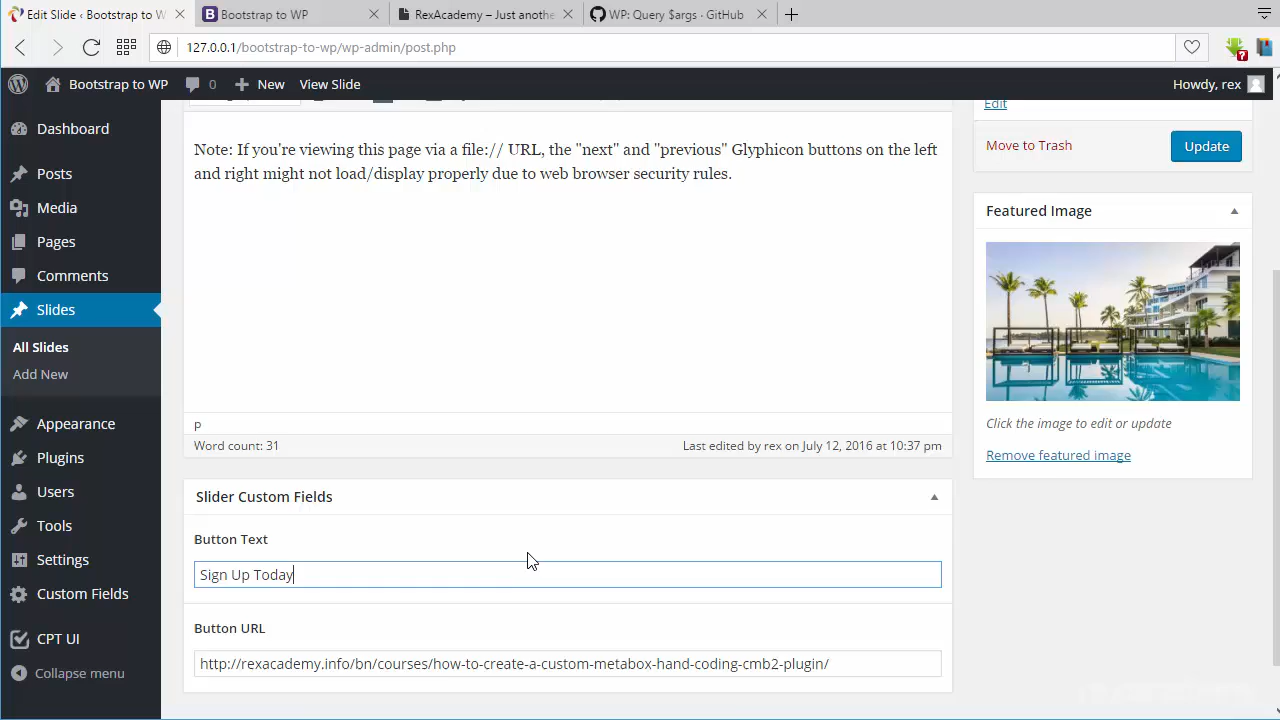 Edit Slide ‹ Bootstrap to W
Bootstrap to WP
RexAcademy – Just anothe
WP: Query $args · GitHub
127.0.0.1/bootstrap-to-wp/wp-admin/post.php
Bootstrap to WP
0
New
View Slide
Howdy, rex
Dashboard
Posts
Media
Pages
Comments
Slides
All Slides
Add New
Appearance
Plugins
Users
Tools
Settings
Custom Fields
CPT UI
Collapse menu
Note: If you're viewing this page via a file:// URL, the "next" and "previous" Glyphicon buttons on the left
and right might not load/display properly due to web browser security rules.
p
Word count: 31
Last edited by rex on July 12, 2016 at 10:37 pm
Slider Custom Fields
Button Text
Sign Up Today
Button URL
http://rexacademy.info/bn/courses/how-to-create-a-custom-metabox-hand-coding-cmb2-plugin/
Edit
Move to Trash
Update
Featured Image
Click the image to edit or update
Remove featured image